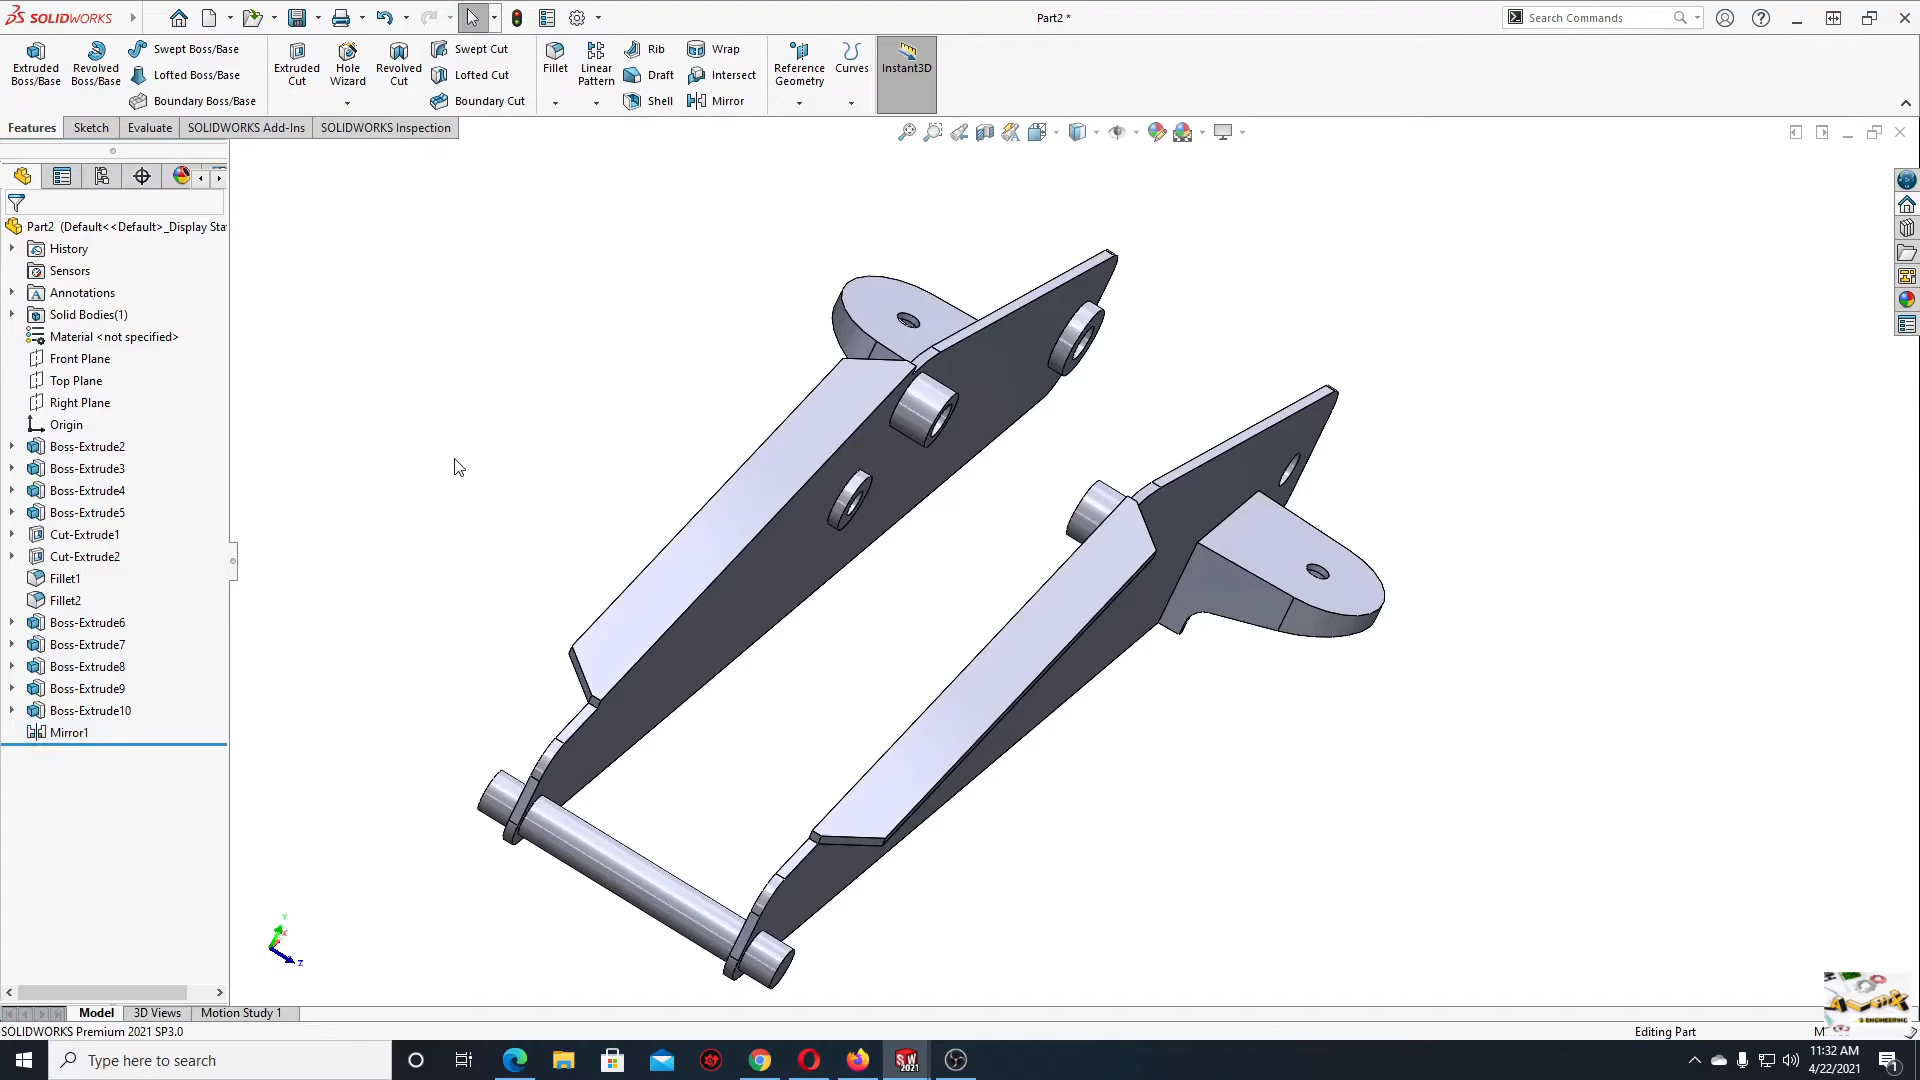 SOLIDWORKS
Part2 *
Search Commands
Extruded Boss/Base
Revolved Boss/Base
Swept Boss/Base
Lofted Boss/Base
Boundary Boss/Base
Extruded Cut
Hole Wizard
Revolved Cut
Swept Cut
Lofted Cut
Boundary Cut
Fillet
Linear Pattern
Rib
Draft
Shell
Wrap
Intersect
Mirror
Reference Geometry
Curves
Instant3D
Features
Sketch
Evaluate
SOLIDWORKS Add-Ins
SOLIDWORKS Inspection
Part2 (Default<<Default>_Display Sta
History
Sensors
Annotations
Solid Bodies(1)
Material <not specified>
Front Plane
Top Plane
Right Plane
Origin
Boss-Extrude2
Boss-Extrude3
Boss-Extrude4
Boss-Extrude5
Cut-Extrude1
Cut-Extrude2
Fillet1
Fillet2
Boss-Extrude6
Boss-Extrude7
Boss-Extrude8
Boss-Extrude9
Boss-Extrude10
Mirror1
Y
X
Z
Model
3D Views
Motion Study 1
SOLIDWORKS Premium 2021 SP3.0
Editing Part
Type here to search
SW 2021
11:32 AM
4/22/2021
1